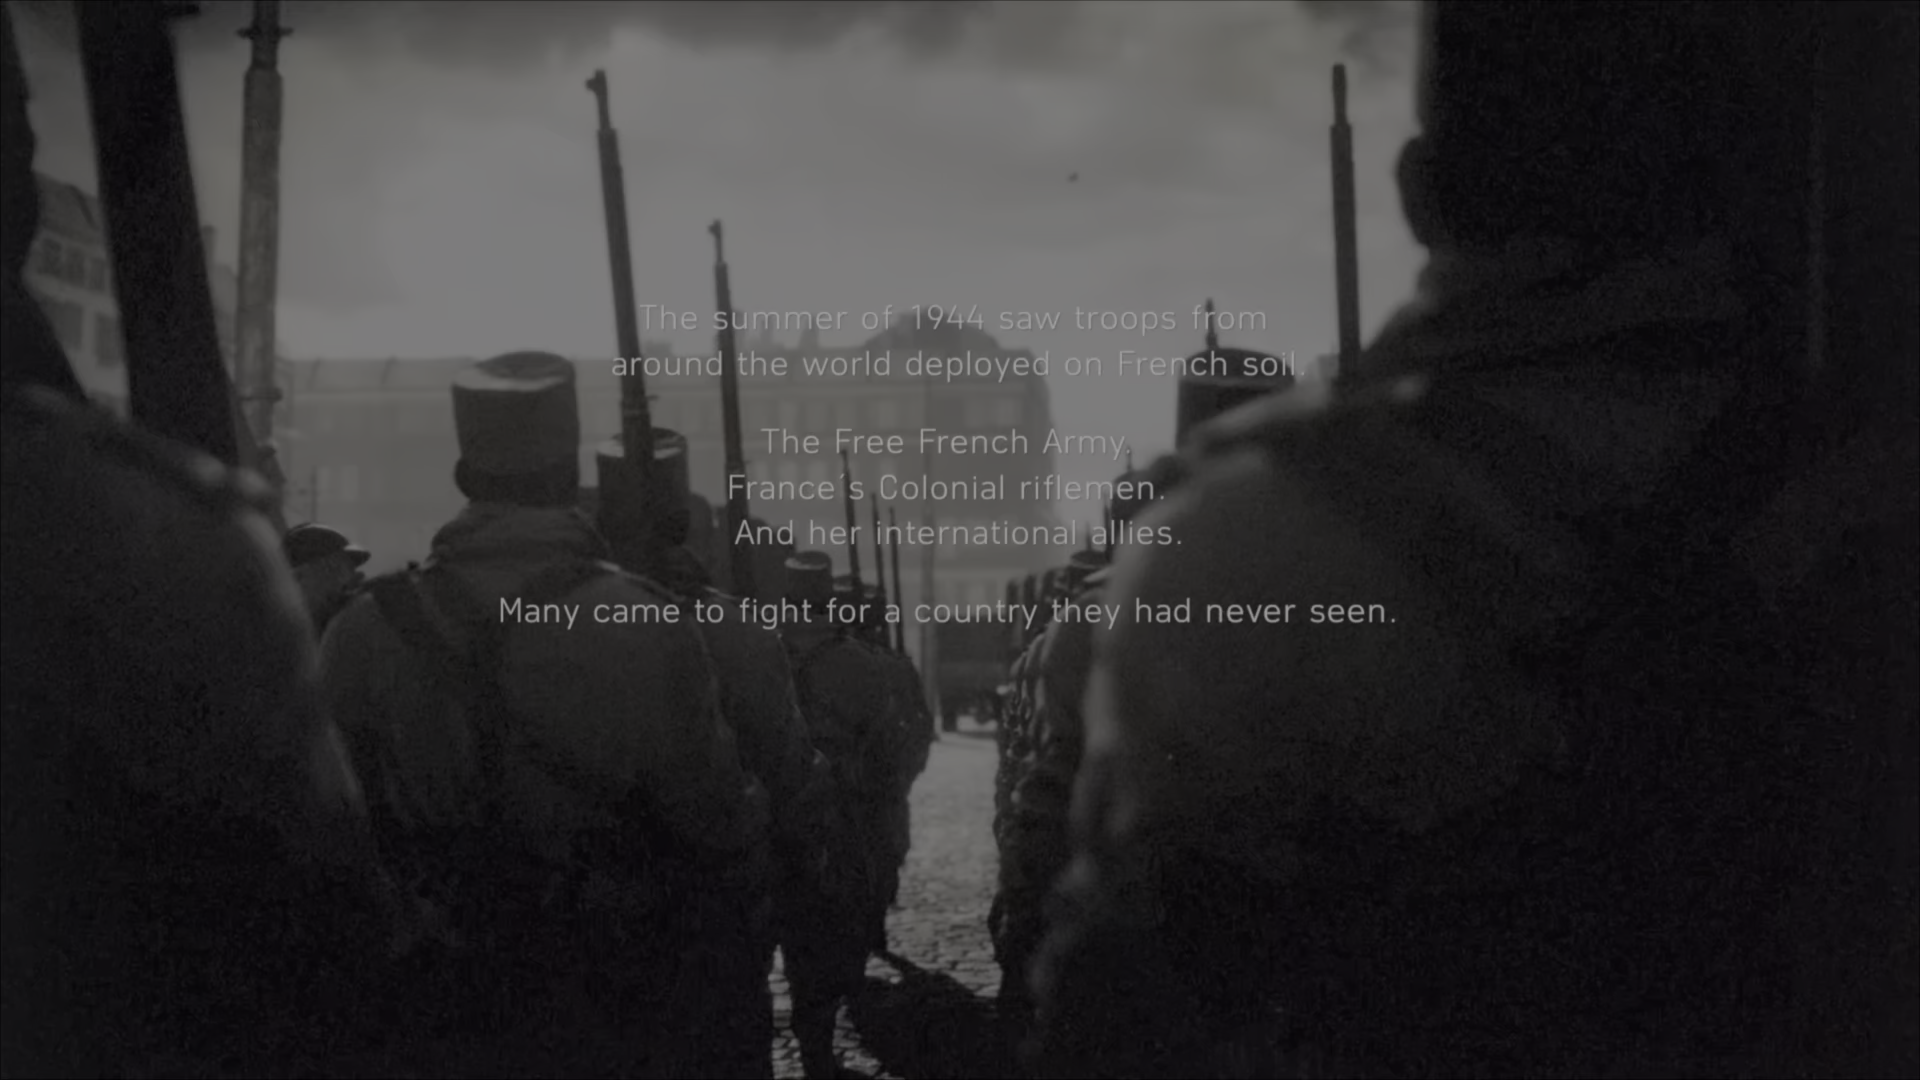 The summer of 1944 saw troops from
around the world deployed on French soil.
The Free French Army.
France's Colonial riflemen.
And her international allies.
Many came to fight for a country they had never seen.